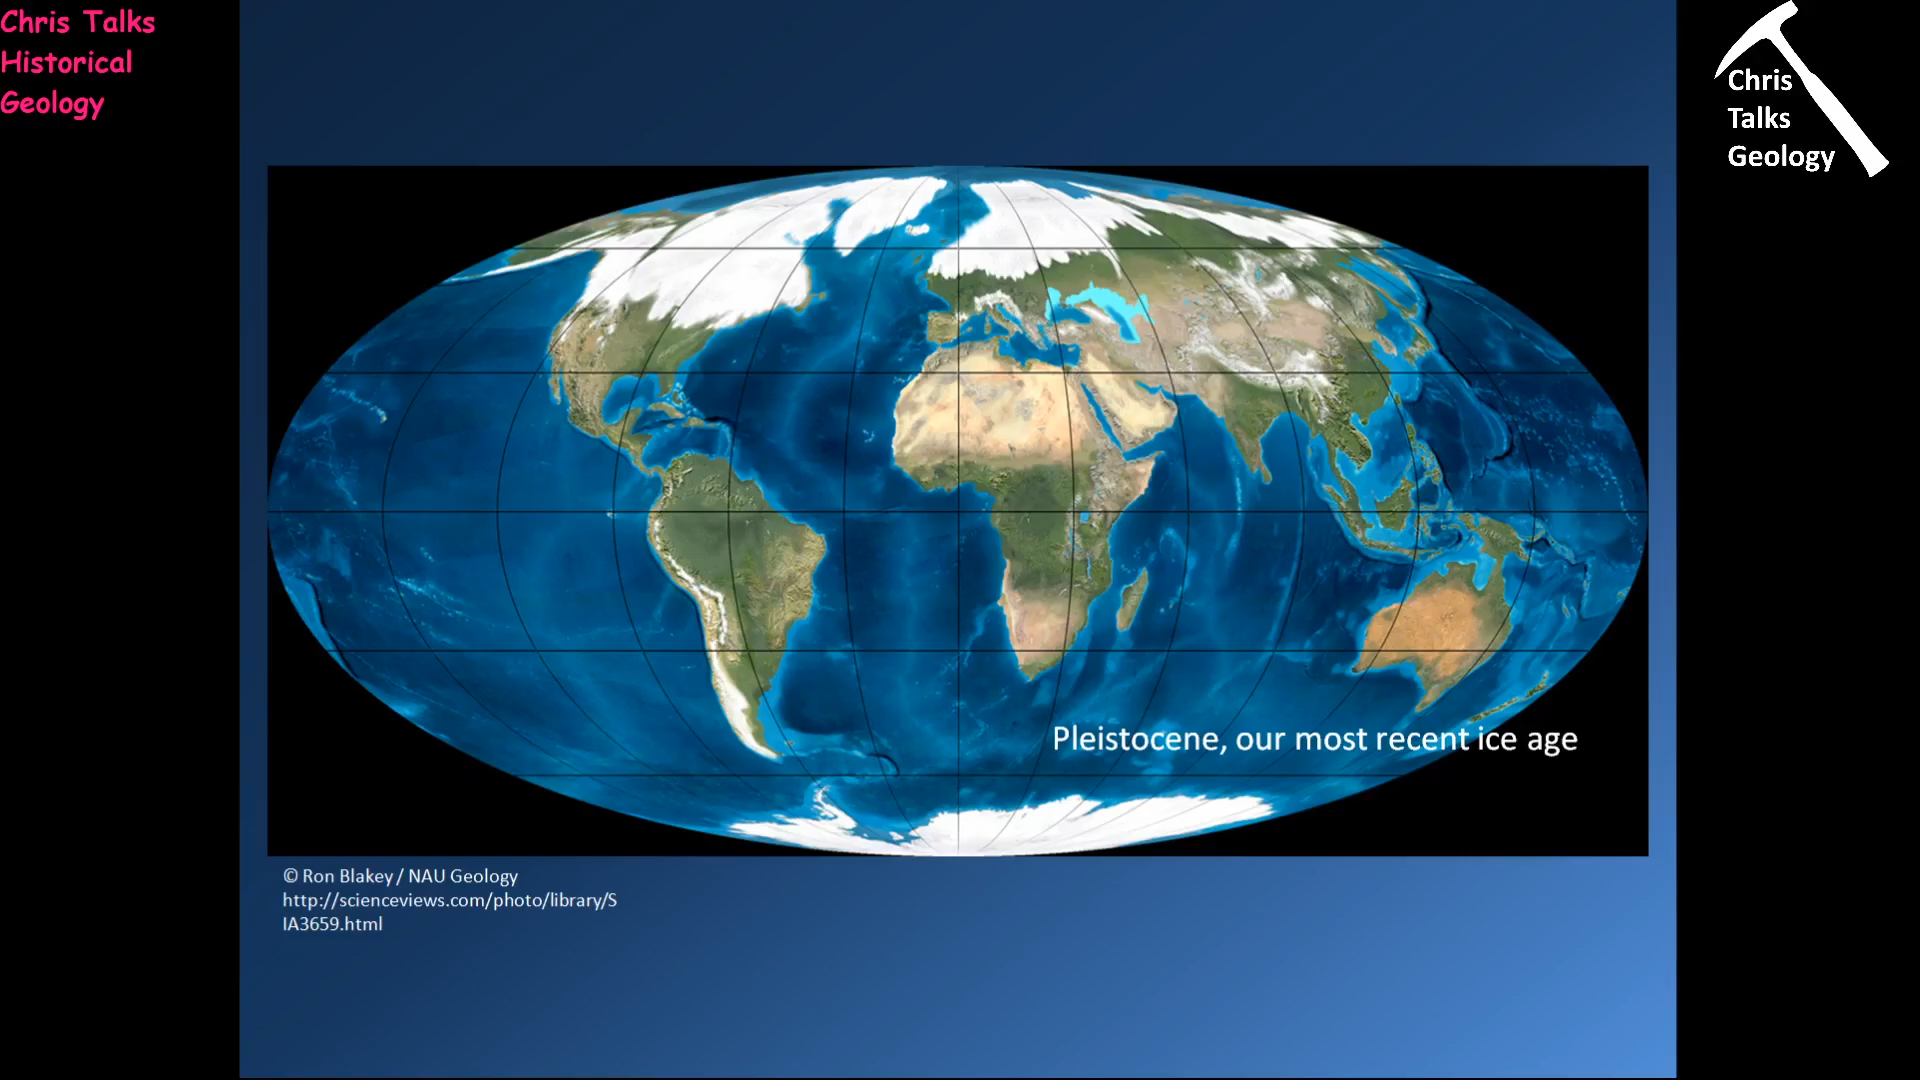 Chris Talks
Historical
Geology
Chris
Talks
Geology
Pleistocene, our most recent ice age
© Ron Blakey / NAU Geology
http://scienceviews.com/photo/library/S
IA3659.html